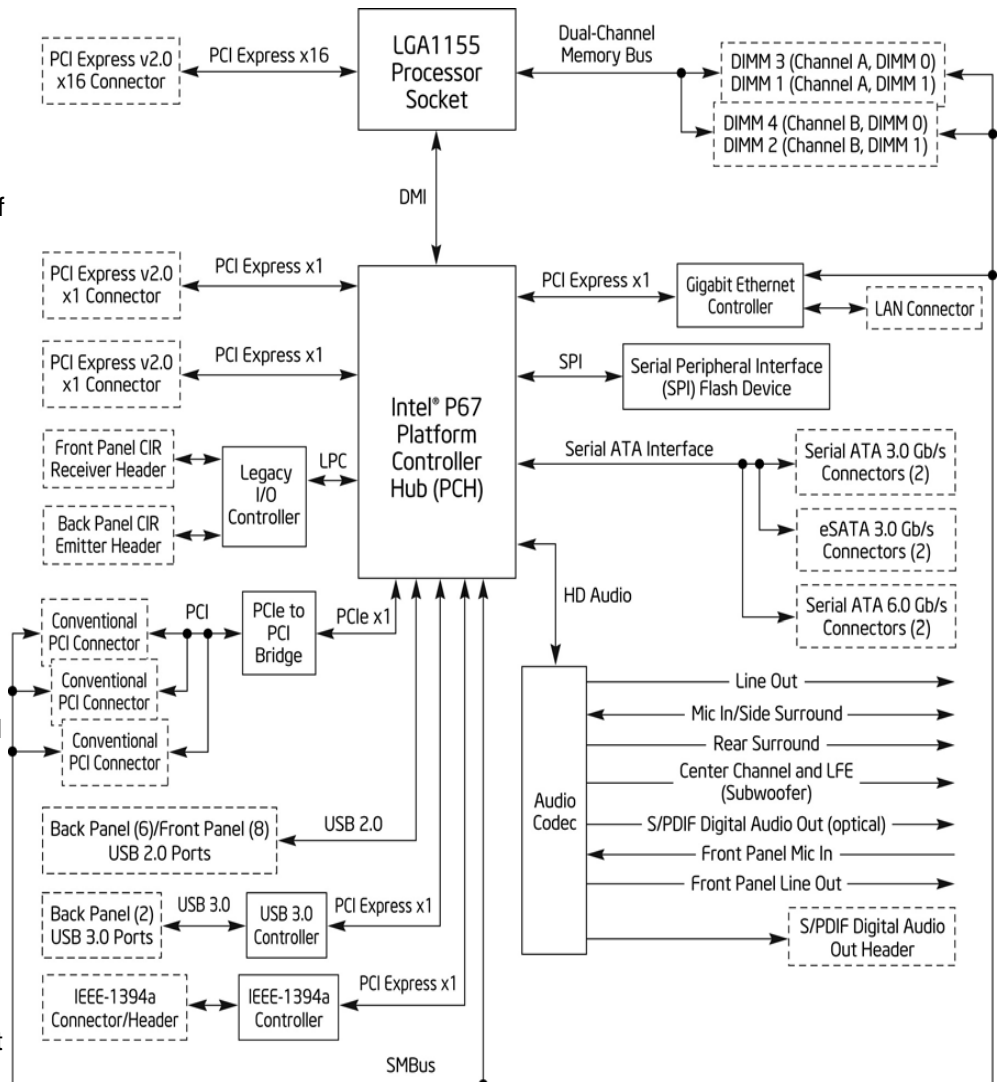 LGA1155
Processor
Socket
PCI Express v2.0
x16 Connector
PCI Express x16
Dual-Channel
Memory Bus
DIMM 3 (Channel A, DIMM 0)
DIMM 1 (Channel A, DIMM 1)
DIMM 4 (Channel B, DIMM 0)
DIMM 2 (Channel B, DIMM 1)
DMI
f
PCI Express v2.0
x1 Connector
PCI Express x1
PCI Express x1
Gigabit Ethernet
Controller
LAN Connector
PCI Express v2.0
x1 Connector
PCI Express x1
SPI
Serial Peripheral Interface
(SPI) Flash Device
Intel® P67
Platform
Controller
Hub (PCH)
Front Panel CIR
Receiver Header
Back Panel CIR
Emitter Header
Legacy
I/O
Controller
LPC
Serial ATA Interface
Serial ATA 3.0 Gb/s
Connectors (2)
eSATA 3.0 Gb/s
Connectors (2)
Serial ATA 6.0 Gb/s
Connectors (2)
HD Audio
Conventional
PCI Connector
PCI
PCIe to
PCI
Bridge
PCIe x1
Conventional
PCI Connector
Conventional
PCI Connector
Audio
Codec
Line Out
Mic In/Side Surround
Rear Surround
Center Channel and LFE
(Subwoofer)
S/PDIF Digital Audio Out (optical)
Front Panel Mic In
Front Panel Line Out
S/PDIF Digital Audio
Out Header
Back Panel (6)/Front Panel (8)
USB 2.0 Ports
USB 2.0
Back Panel (2)
USB 3.0 Ports
USB 3.0
USB 3.0
Controller
PCI Express x1
IEEE-1394a
Connector/Header
IEEE-1394a
Controller
PCI Express x1
t
SMBus